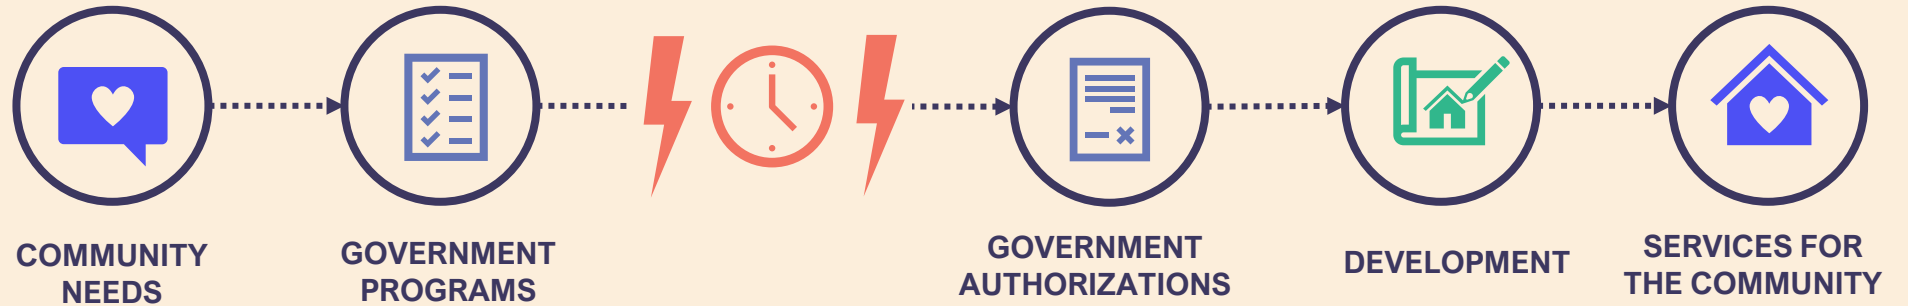 COMMUNITY
NEEDS
GOVERNMENT
PROGRAMS
GOVERNMENT
AUTHORIZATIONS
DEVELOPMENT
SERVICES FOR
THE COMMUNITY